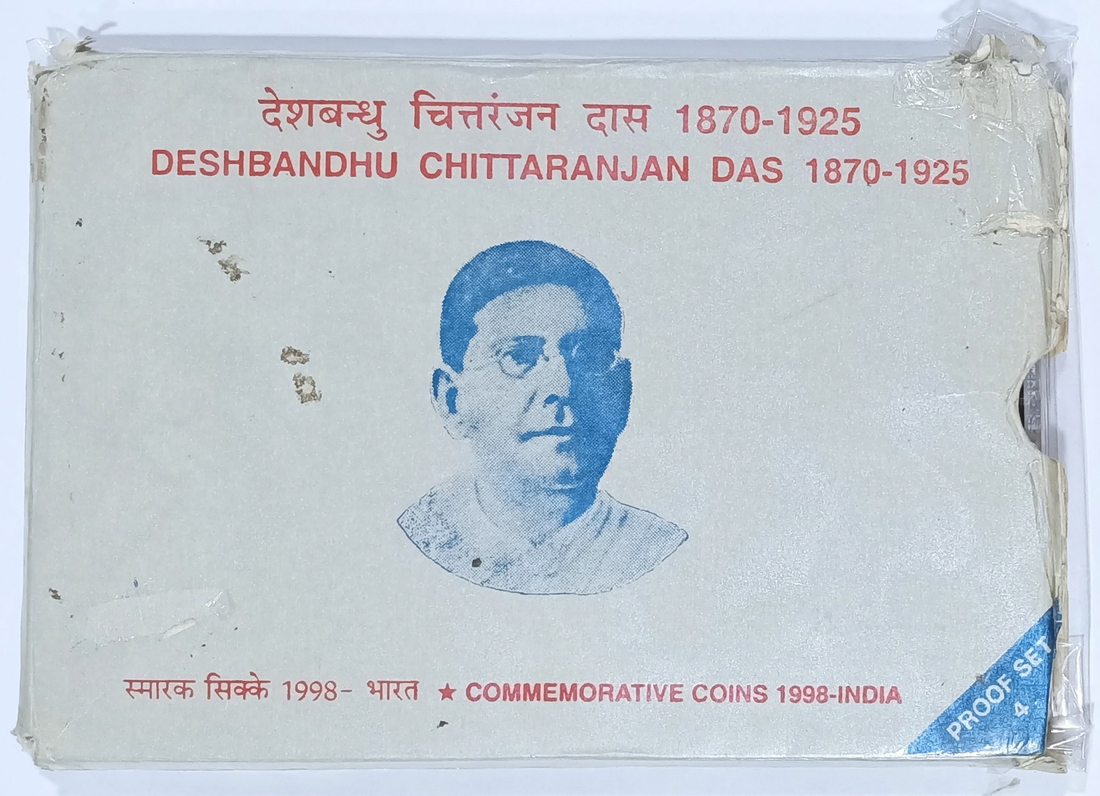 देशबन्धु चित्तरंजन दास 1870-1925
DESHBANDHU CHITTARANJAN DAS 1870-1925
स्मारक सिक्के 1998- भारत ★ COMMEMORATIVE COINS 1998-INDIA
PROOF SET
4